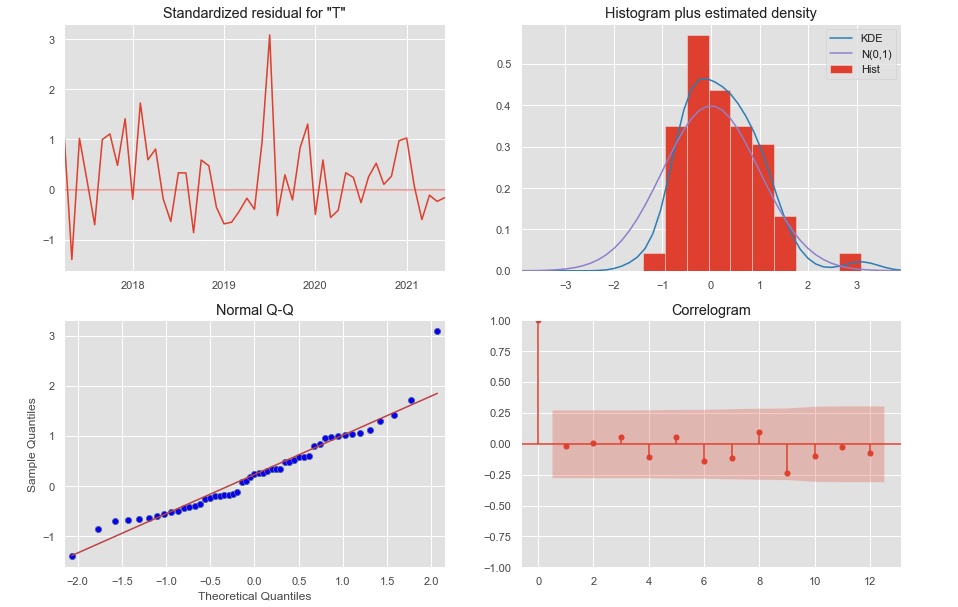 Standardized residual for "T"
3
2
1
0
−1
2018 2019 2020 2021
Histogram plus estimated density
KDE
N(0,1)
Hist
0.5
0.4
0.3
0.2
0.1
0.0
−3 −2 −1 0 1 2 3
Normal Q-Q
3
2
1
0
−1
Sample Quantiles
−2.0 −1.5 −1.0 −0.5 0.0 0.5 1.0 1.5 2.0
Theoretical Quantiles
Correlogram
1.00
0.75
0.50
0.25
0.00
−0.25
−0.50
−0.75
−1.00
0 2 4 6 8 10 12